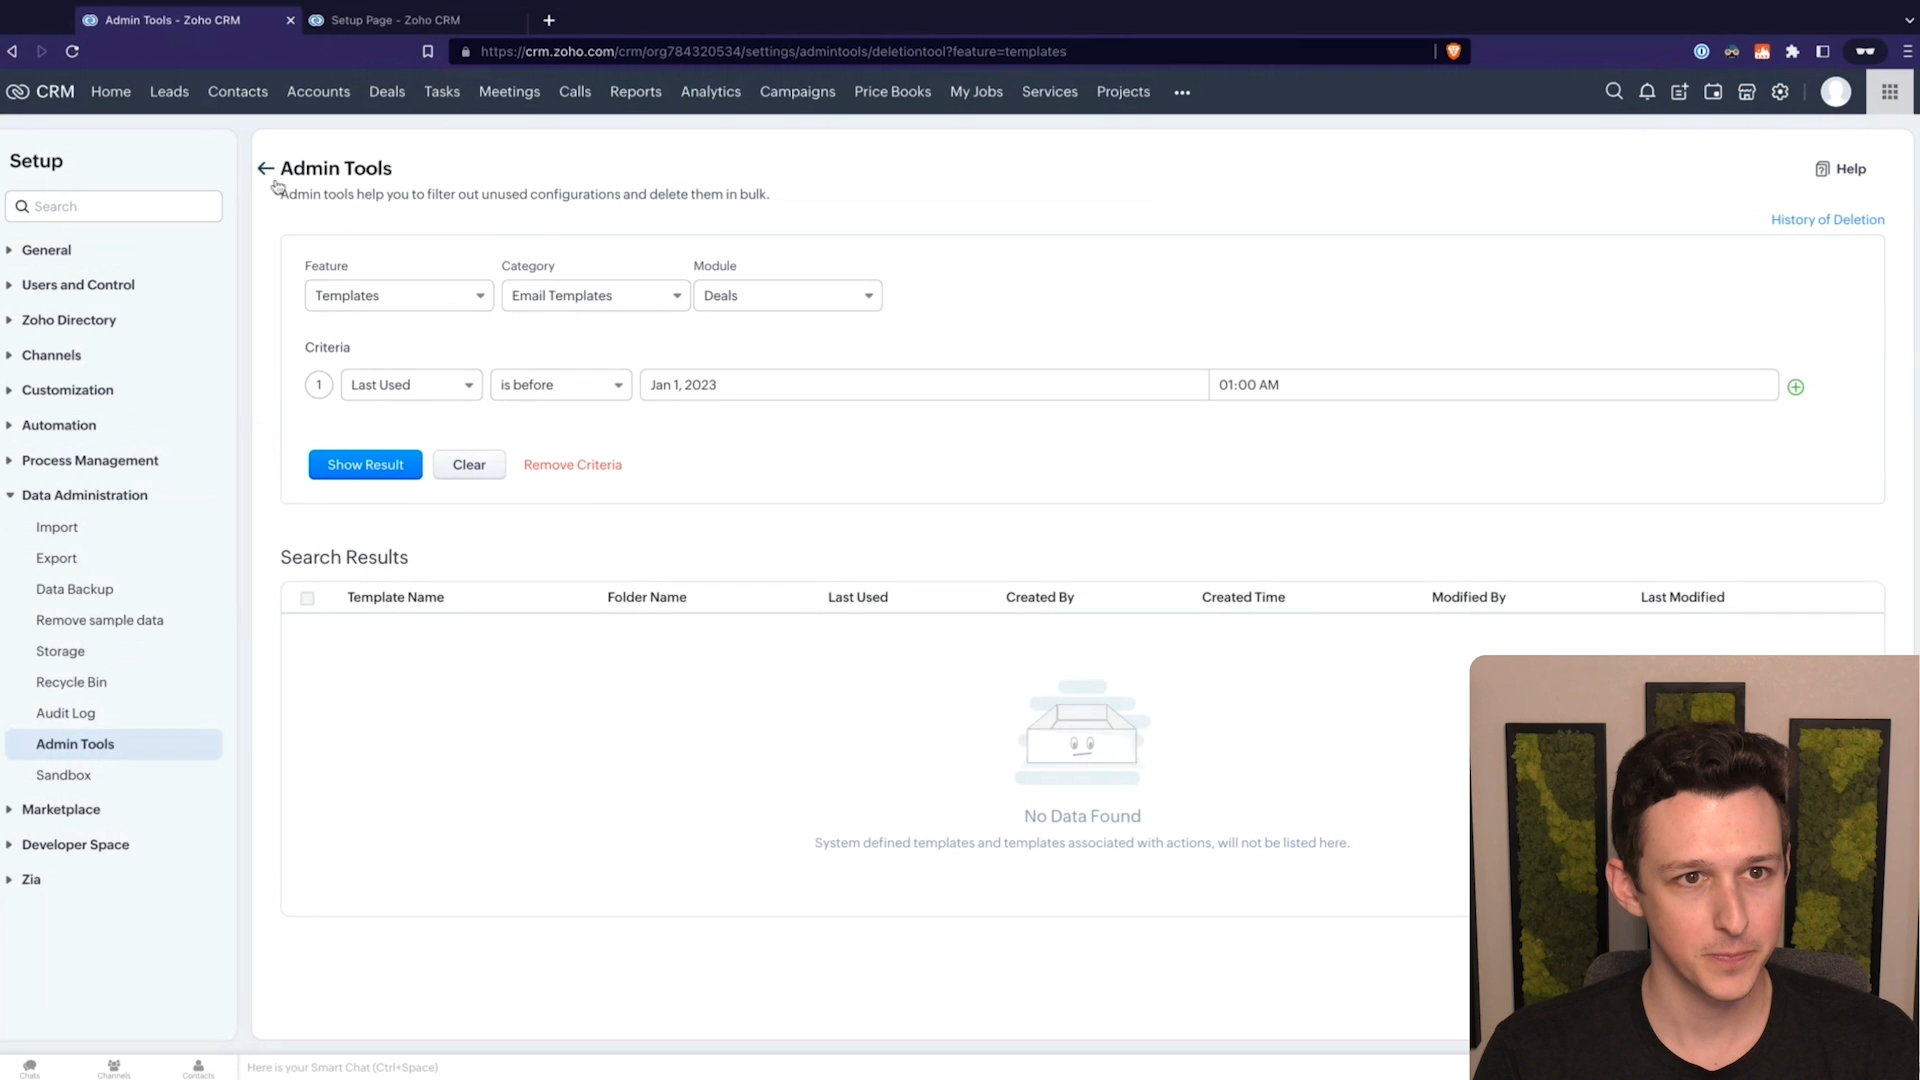 Admin Tools - Zoho CRM
Setup Page - Zoho CRM
https://crm.zoho.com/crm/org784320534/settings/admintools/deletiontool?feature=templates
CRM Home Leads Contacts Accounts Deals Tasks Meetings Calls Reports Analytics Campaigns Price Books My Jobs Services Projects
Setup
Search
General
Users and Control
Zoho Directory
Channels
Customization
Automation
Process Management
Data Administration
Import
Export
Data Backup
Remove sample data
Storage
Recycle Bin
Audit Log
Admin Tools
Sandbox
Marketplace
Developer Space
Zia
Admin Tools
Help
Admin tools help you to filter out unused configurations and delete them in bulk.
History of Deletion
Feature Category Module
Templates Email Templates Deals
Criteria
1 Last Used is before Jan 1, 2023 01:00 AM
Show Result Clear Remove Criteria
Search Results
Template Name Folder Name Last Used Created By Created Time Modified By Last Modified
No Data Found
System defined templates and templates associated with actions, will not be listed here.
Chats Channels Contacts
Here is your Smart Chat (Ctrl+Space)